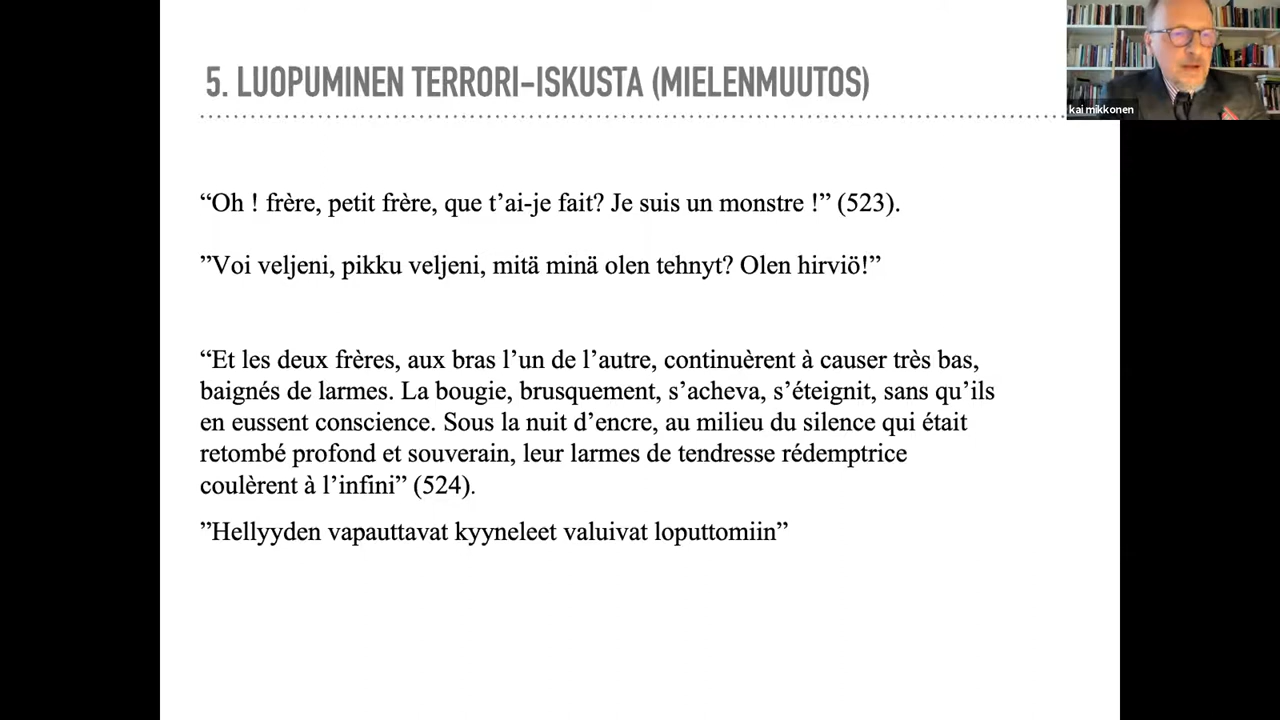 5. LUOPUMINEN TERRORI-ISKUSTA (MIELENMUUTOS)
kai mikkonen
“Oh ! frère, petit frère, que t’ai-je fait? Je suis un monstre !” (523).
”Voi veljeni, pikku veljeni, mitä minä olen tehnyt? Olen hirviö!”
“Et les deux frères, aux bras l’un de l’autre, continuèrent à causer très bas,
baignés de larmes. La bougie, brusquement, s’acheva, s’éteignit, sans qu’ils
en eussent conscience. Sous la nuit d’encre, au milieu du silence qui était
retombé profond et souverain, leur larmes de tendresse rédemptrice
coulèrent à l’infini” (524).
”Hellyyden vapauttavat kyyneleet valuivat loputtomiin”